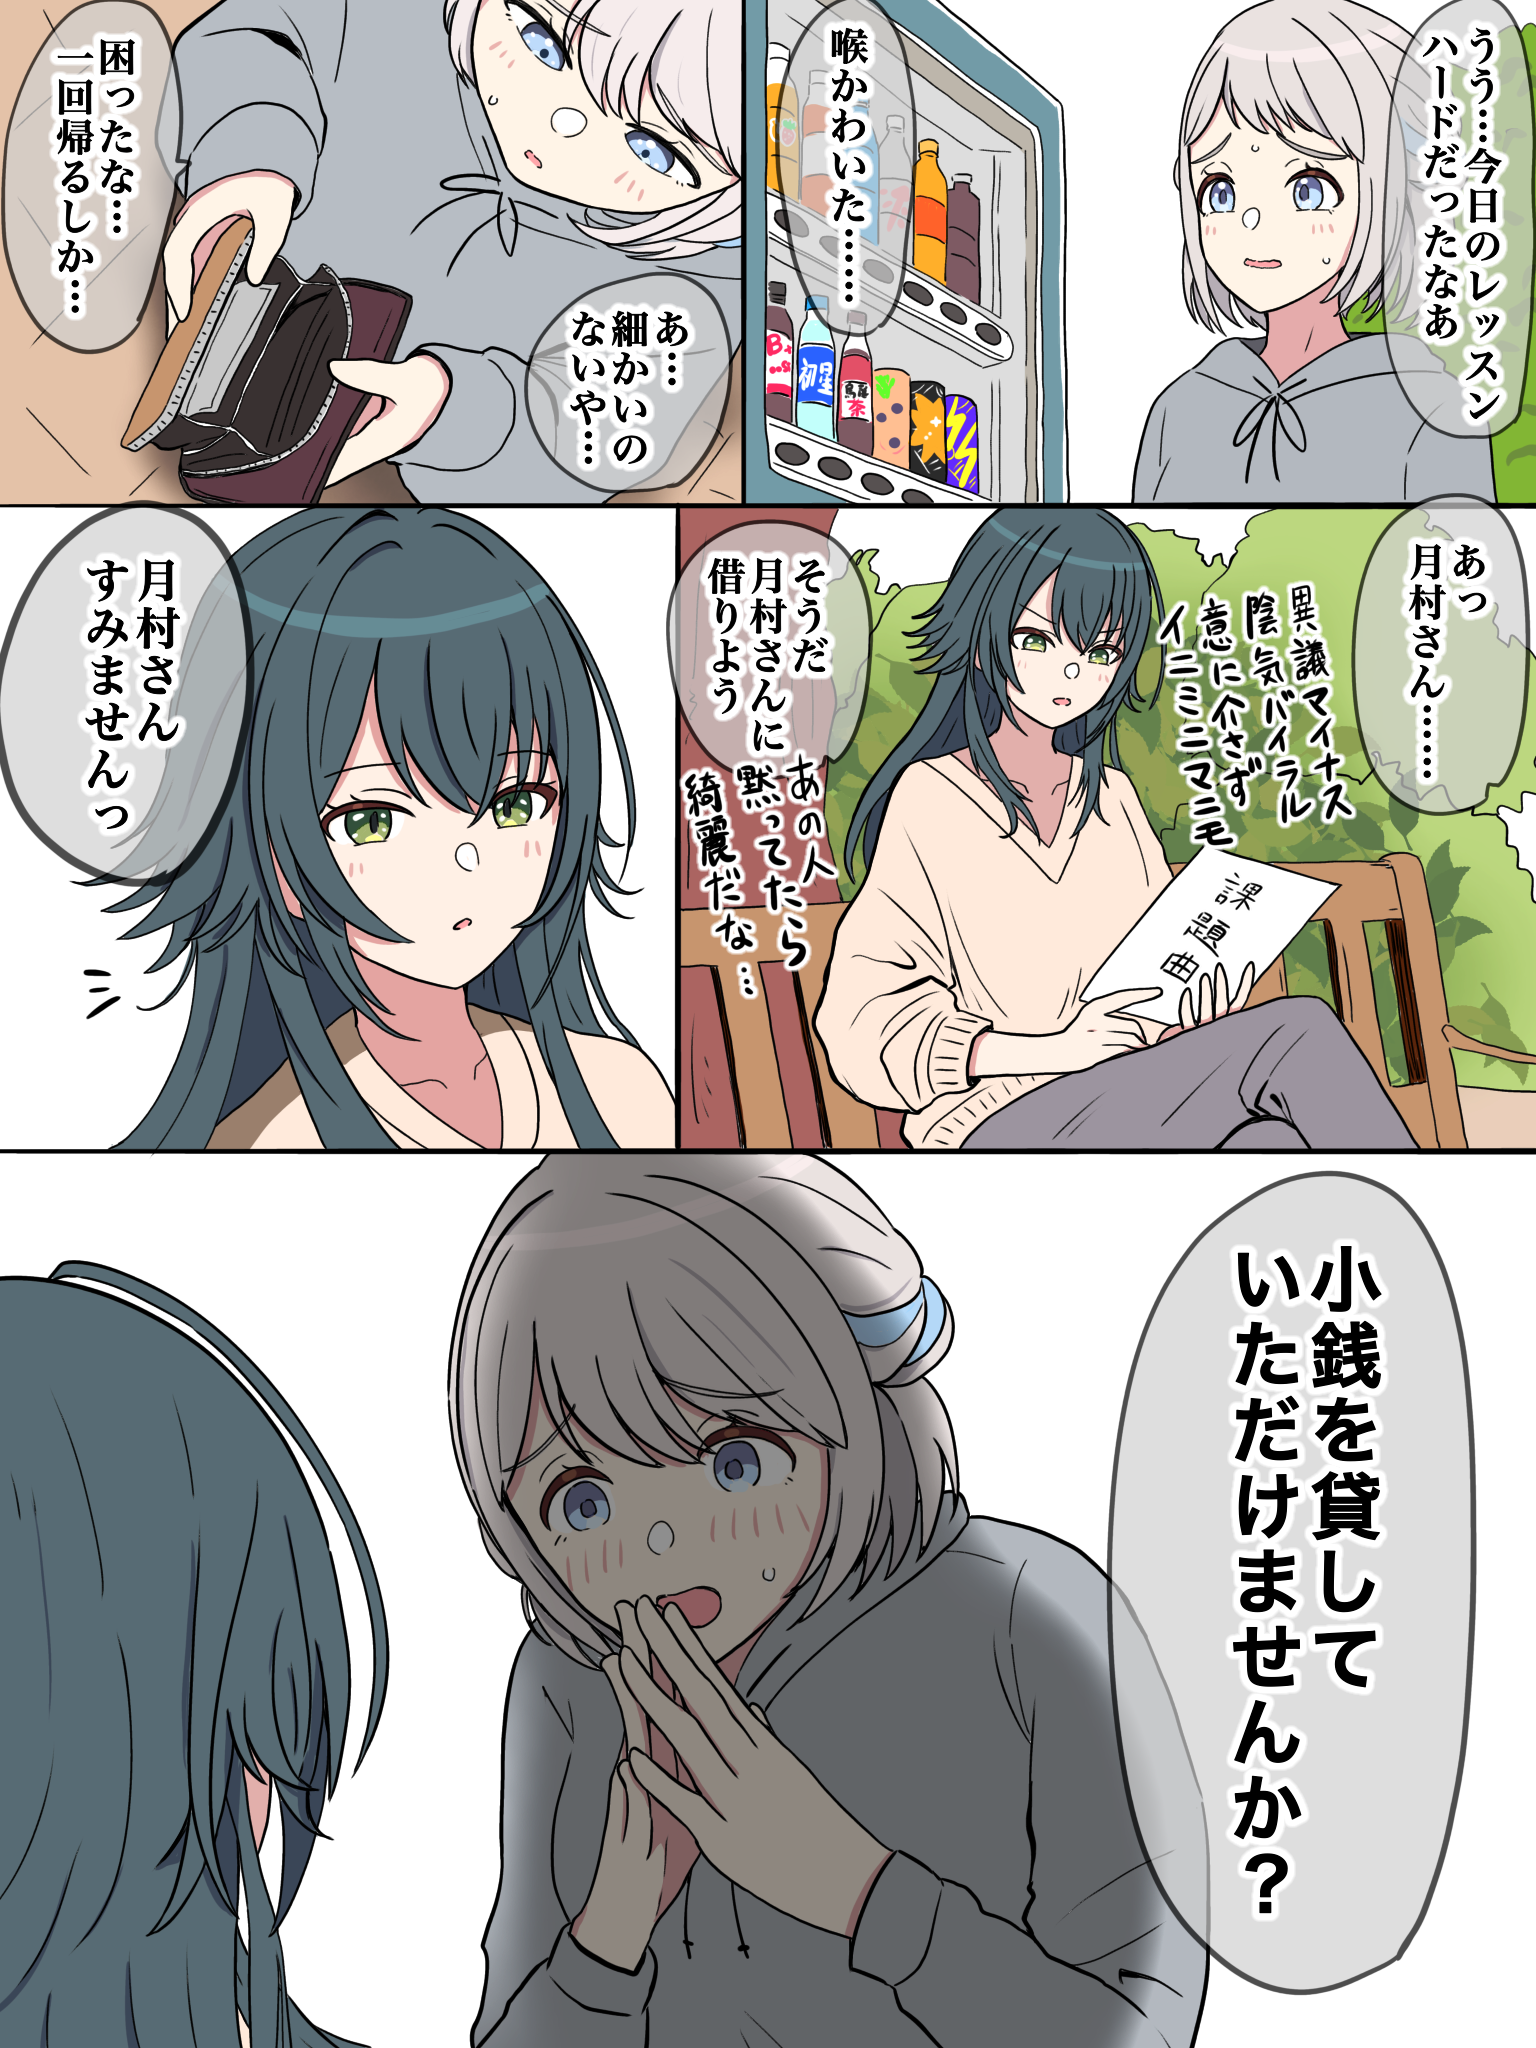 うう…今日のレッスン
ハードだったなあ
喉かわいた……
B
初星
烏龍
茶
あ…
細かいの
ないや…
困ったな…
一回帰るしか…
あっ
月村さん……
異議マイナス
陰気バイラル
意に介さず
イニミニマニモ
課題曲
そうだ
月村さんに
借りよう
あの人
黙ってたら
綺麗だな…
月村さん
すみませんっ
小銭を貸して
いただけませんか？